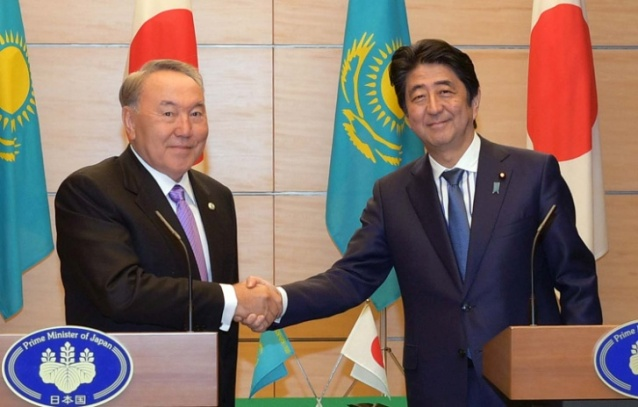 Prime Minister of Japan
日本国